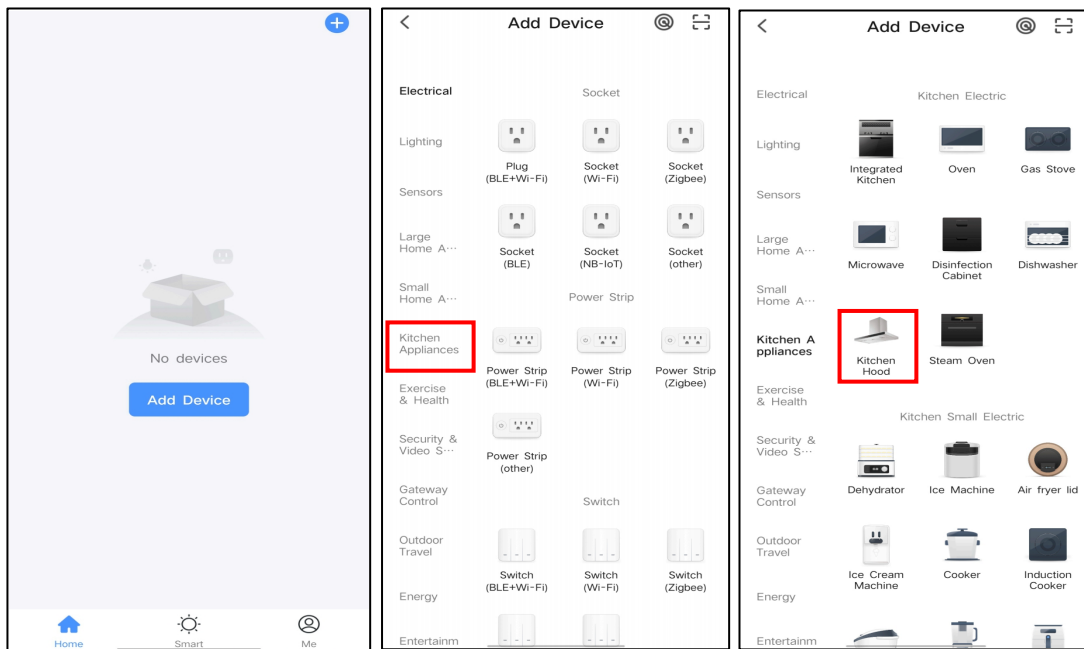 No devices
Add Device
Home
Smart
Me
Add Device
Electrical
Lighting
Sensors
Large
Home A···
Small
Home A···
Kitchen
Appliances
Exercise
& Health
Security &
Video S···
Gateway
Control
Outdoor
Travel
Energy
Entertainm
Socket
Plug
(BLE+Wi-Fi)
Socket
(Wi-Fi)
Socket
(Zigbee)
Socket
(BLE)
Socket
(NB-IoT)
Socket
(other)
Power Strip
Power Strip
(BLE+Wi-Fi)
Power Strip
(Wi-Fi)
Power Strip
(Zigbee)
Power Strip
(other)
Switch
Switch
(BLE+Wi-Fi)
Switch
(Wi-Fi)
Switch
(Zigbee)
Add Device
Electrical
Lighting
Sensors
Large
Home A···
Small
Home A···
Kitchen A
ppliances
Exercise
& Health
Security &
Video S···
Gateway
Control
Outdoor
Travel
Energy
Entertainm
Kitchen Electric
Integrated
Kitchen
Oven
Gas Stove
Microwave
Disinfection
Cabinet
Dishwasher
Kitchen
Hood
Steam Oven
Kitchen Small Electric
Dehydrator
Ice Machine
Air fryer lid
Ice Cream
Machine
Cooker
Induction
Cooker